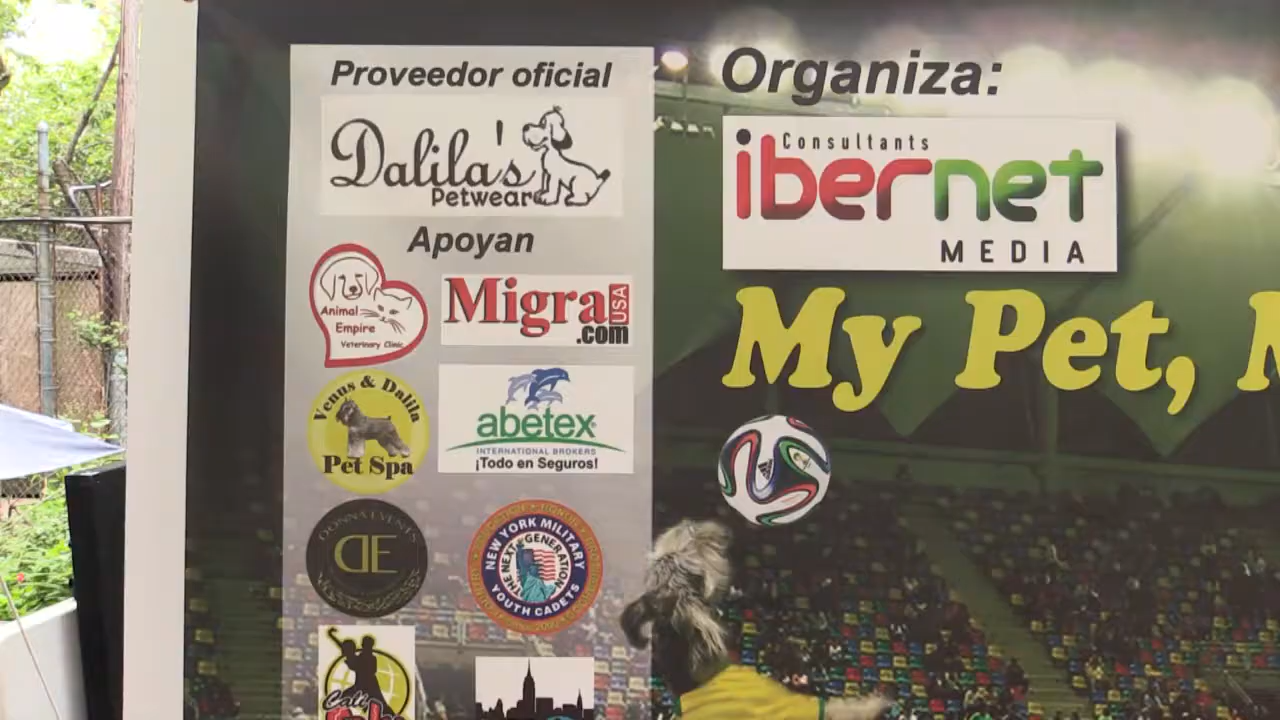 Proveedor oficial
Dalila's
Petwear
Apoyan
Animal
Empire
Veterinary Clinic
Migra
USA
.com
Venus & Dalila
Pet Spa
abetex
INTERNATIONAL BROKERS
¡Todo en Seguros!
DONNA EVENTS
DE
NEW YORK MILITARY
THE NEXT GENERATION
YOUTH CADETS
Cali
Organiza:
Consultants
ibernet
MEDIA
My Pet,